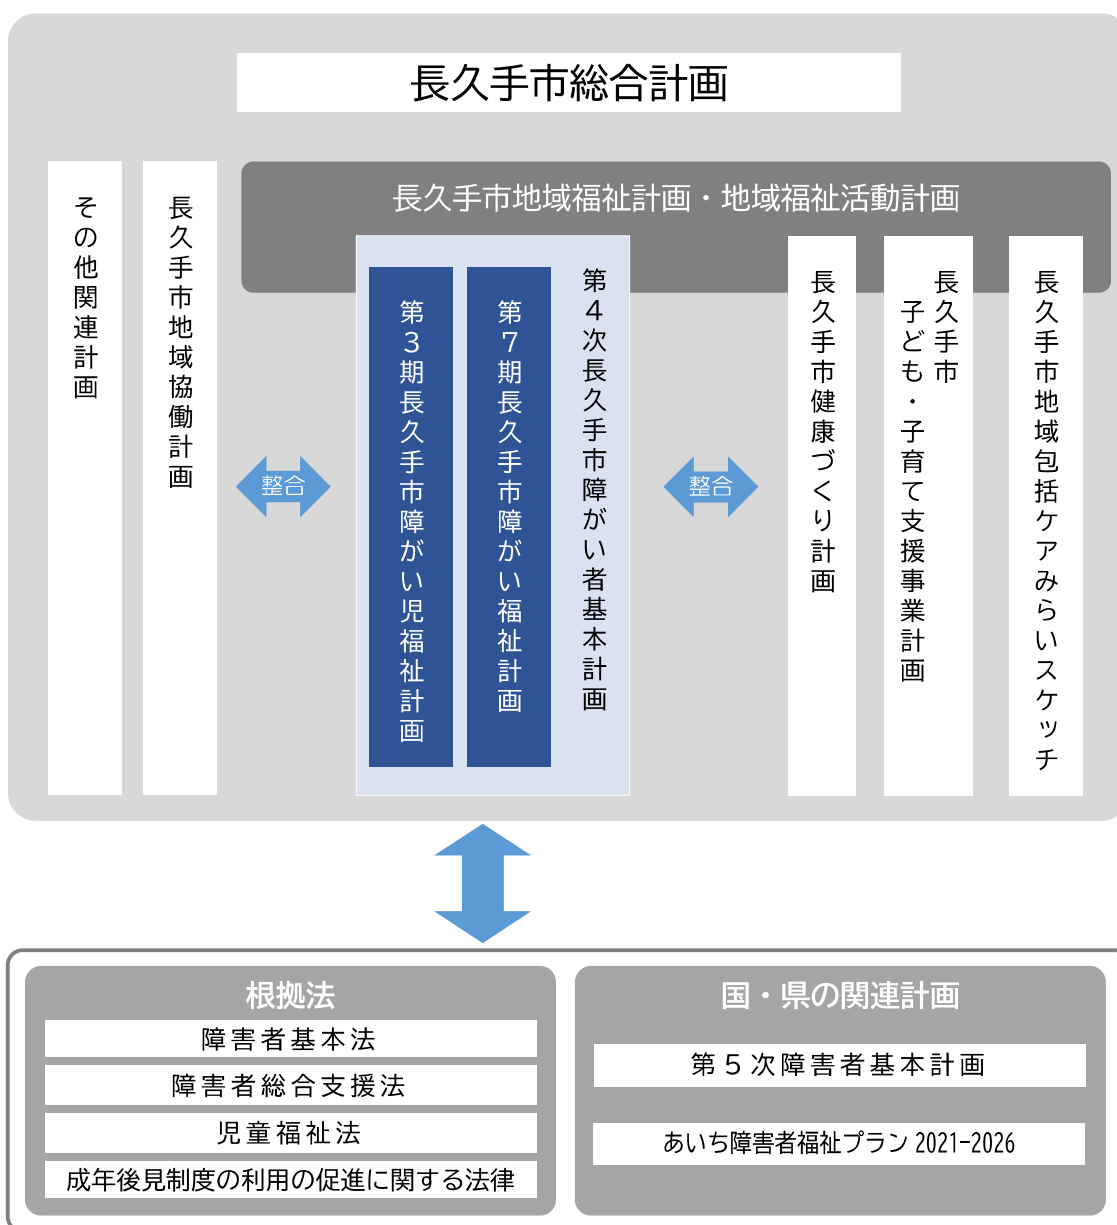 長久手市総合計画
長久手市地域福祉計画・地域福祉活動計画
その他関連計画
長久手市地域協働計画
整合
第３期長久手市障がい児福祉計画
第７期長久手市障がい福祉計画
第４次長久手市障がい者基本計画
整合
長久手市健康づくり計画
長久手市
子ども・子育て支援事業計画
長久手市地域包括ケアみらいスケッチ
根拠法
障害者基本法
障害者総合支援法
児童福祉法
成年後見制度の利用の促進に関する法律
国・県の関連計画
第５次障害者基本計画
あいち障害者福祉プラン 2021-2026